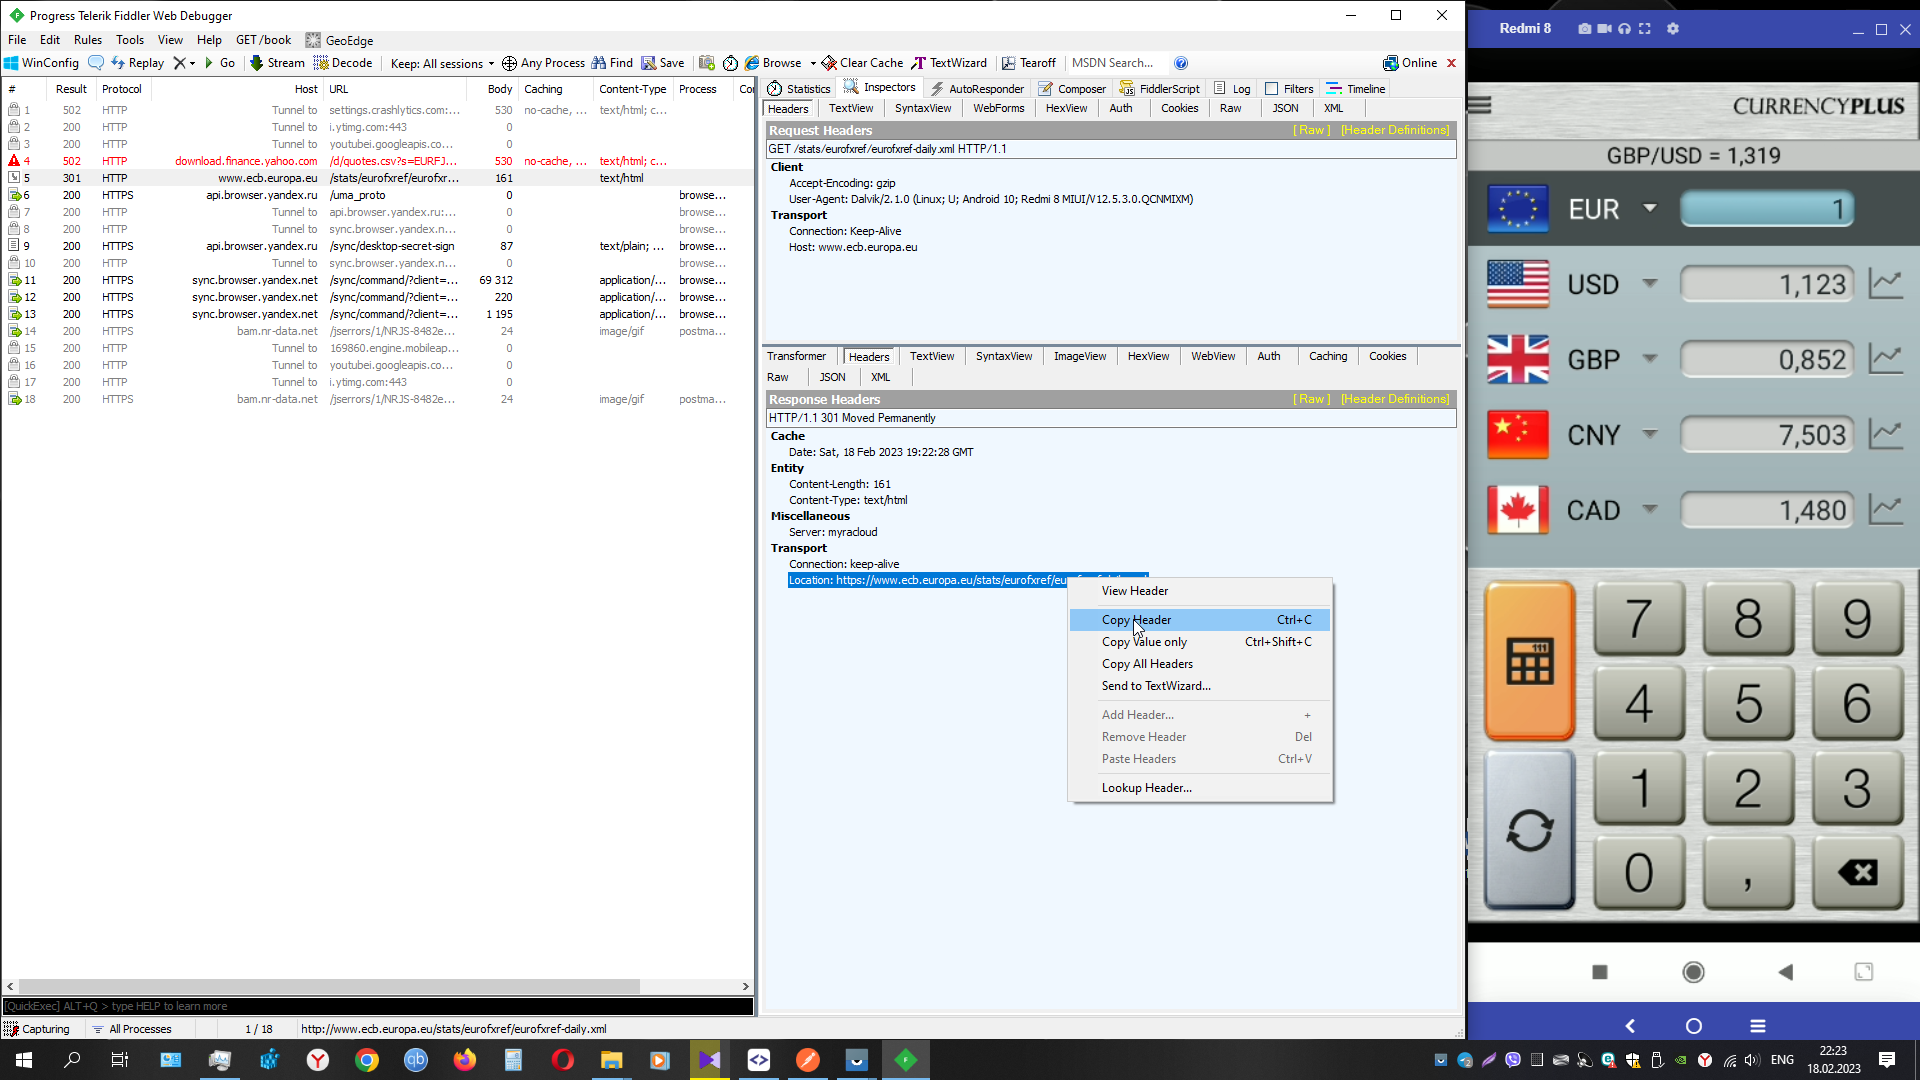 Progress Telerik Fiddler Web Debugger
File Edit Rules Tools View Help GET /book GeoEdge
WinConfig Replay Go Stream Decode Keep: All sessions Any Process Find Save Browse Clear Cache TextWizard Tearoff MSDN Search... Online
# Result Protocol Host URL Body Caching Content-Type Process Co
1 502 HTTP Tunnel to settings.crashlytics.com:... 530 no-cache, ... text/html; c...
2 200 HTTP Tunnel to i.ytimg.com:443 0
3 200 HTTP Tunnel to youtubei.googleapis.co... 0
4 502 HTTP download.finance.yahoo.com /d/quotes.csv?s=EURFJ... 530 no-cache, ... text/html; c...
5 301 HTTP www.ecb.europa.eu /stats/eurofxref/eurofxr... 161 text/html
6 200 HTTPS api.browser.yandex.ru /uma_proto 0 browse...
7 200 HTTP Tunnel to api.browser.yandex.ru:... 0 browse...
8 200 HTTP Tunnel to sync.browser.yandex.n... 0 browse...
9 200 HTTPS api.browser.yandex.ru /sync/desktop-secret-sign 87 text/plain; ... browse...
10 200 HTTP Tunnel to sync.browser.yandex.n... 0 browse...
11 200 HTTPS sync.browser.yandex.net /sync/command/?client=... 69 312 application/... browse...
12 200 HTTPS sync.browser.yandex.net /sync/command/?client=... 220 application/... browse...
13 200 HTTPS sync.browser.yandex.net /sync/command/?client=... 1 195 application/... browse...
14 200 HTTPS bam.nr-data.net /jserrors/1/NRJS-8482e... 24 image/gif postma...
15 200 HTTP Tunnel to 169860.engine.mobileap... 0
16 200 HTTP Tunnel to youtubei.googleapis.co... 0
17 200 HTTP Tunnel to i.ytimg.com:443 0
18 200 HTTPS bam.nr-data.net /jserrors/1/NRJS-8482e... 24 image/gif postma...
[QuickExec] ALT+Q > type HELP to learn more
Capturing All Processes 1 / 18 http://www.ecb.europa.eu/stats/eurofxref/eurofxref-daily.xml
Statistics Inspectors AutoResponder Composer FiddlerScript Log Filters Timeline
Headers TextView SyntaxView WebForms HexView Auth Cookies Raw JSON XML
Request Headers [ Raw ] [Header Definitions]
GET /stats/eurofxref/eurofxref-daily.xml HTTP/1.1
Client
Accept-Encoding: gzip
User-Agent: Dalvik/2.1.0 (Linux; U; Android 10; Redmi 8 MIUI/V12.5.3.0.QCNMIXM)
Transport
Connection: Keep-Alive
Host: www.ecb.europa.eu
Transformer Headers TextView SyntaxView ImageView HexView WebView Auth Caching Cookies
Raw JSON XML
Response Headers [ Raw ] [Header Definitions]
HTTP/1.1 301 Moved Permanently
Cache
Date: Sat, 18 Feb 2023 19:22:28 GMT
Entity
Content-Length: 161
Content-Type: text/html
Miscellaneous
Server: myracloud
Transport
Connection: keep-alive
Location: https://www.ecb.europa.eu/stats/eurofxref/eu
View Header
Copy Header Ctrl+C
Copy Value only Ctrl+Shift+C
Copy All Headers
Send to TextWizard...
Add Header... +
Remove Header Del
Paste Headers Ctrl+V
Lookup Header...
Redmi 8
CURRENCYPLUS
GBP/USD = 1,319
EUR 1
USD 1,123
GBP 0,852
CNY 7,503
CAD 1,480
7 8 9
4 5 6
1 2 3
0 ,
ENG
22:23
18.02.2023